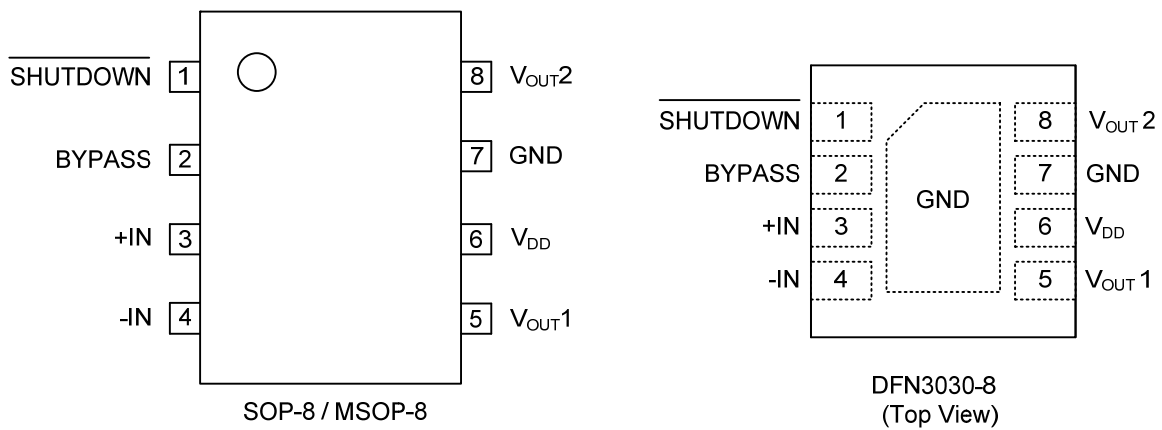 SHUTDOWN 1 8 VOUT2
BYPASS 2 7 GND
+IN 3 6 VDD
-IN 4 5 VOUT1
SOP-8 / MSOP-8
SHUTDOWN 1 8 VOUT 2
BYPASS 2 GND 7 GND
+IN 3 6 VDD
-IN 4 5 VOUT 1
DFN3030-8
(Top View)